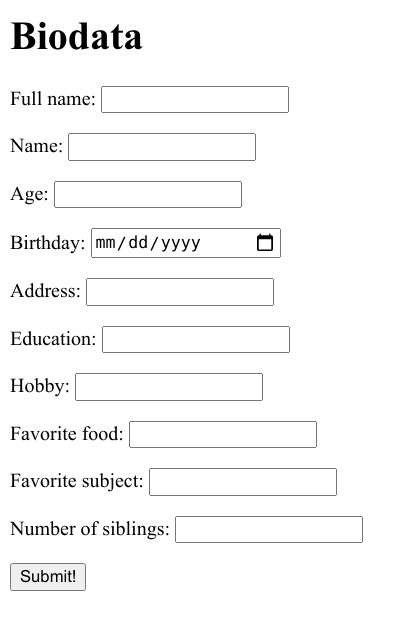 Biodata
Full name:
Name:
Age:
Birthday: mm/dd/yyyy
Address:
Education:
Hobby:
Favorite food:
Favorite subject:
Number of siblings:
Submit!